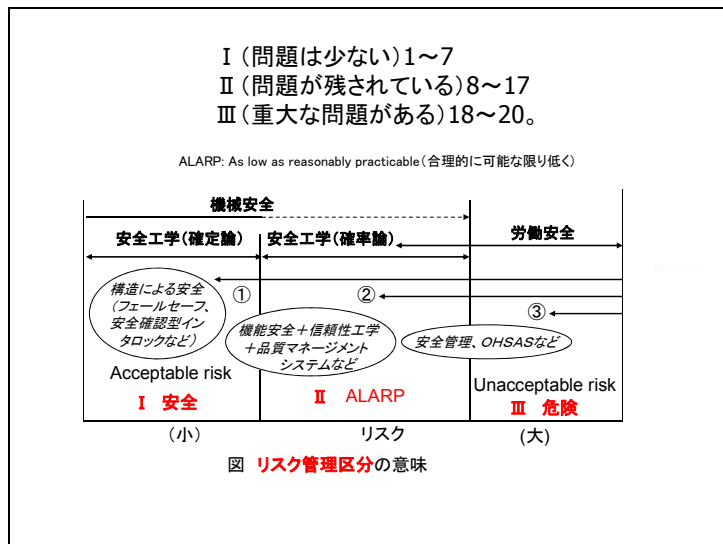 Ⅰ(問題は少ない)1～7
Ⅱ(問題が残されている)8～17
Ⅲ(重大な問題がある)18～20。
ALARP: As low as reasonably practicable(合理的に可能な限り低く)
機械安全
安全工学(確定論)
安全工学(確率論)
労働安全
①
②
③
構造による安全
(フェールセーフ、
安全確認型イン
タロックなど)
機能安全＋信頼性工学
＋品質マネージメント
システムなど
安全管理、OHSASなど
Acceptable risk
Ⅰ 安全
Ⅱ ALARP
Unacceptable risk
Ⅲ 危険
(小)
リスク
(大)
図 リスク管理区分の意味